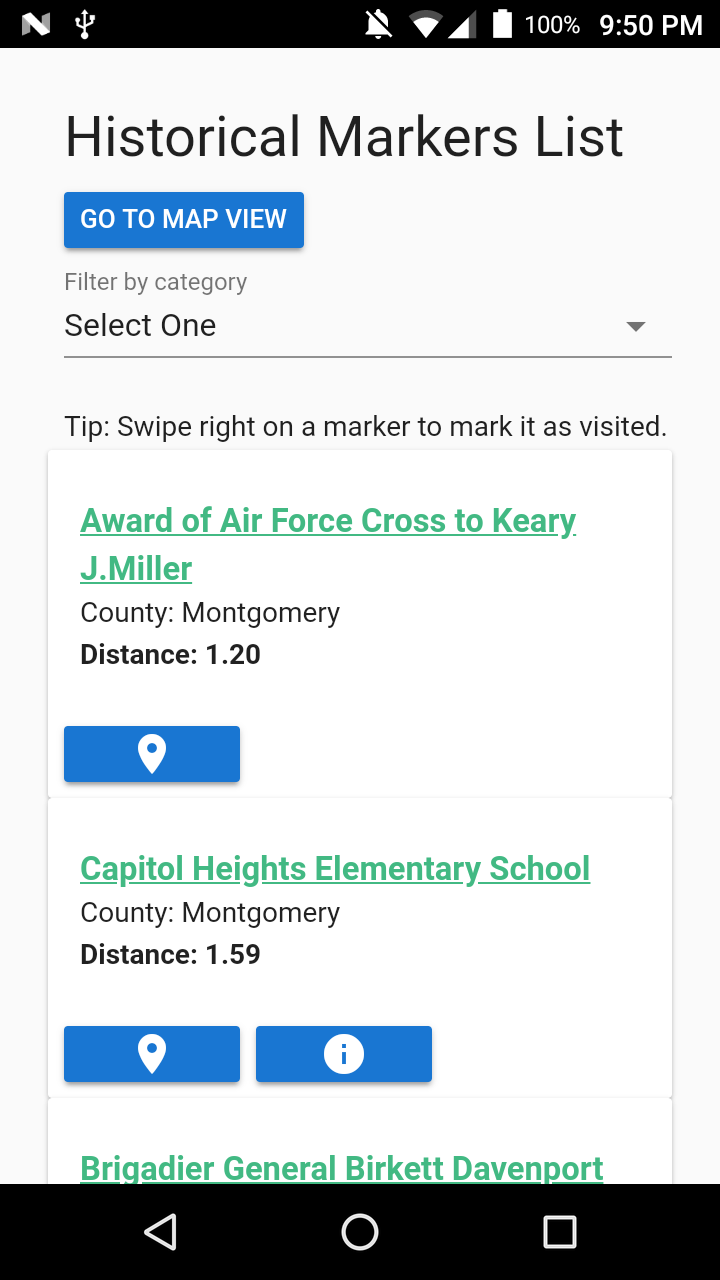 100% 9:50 PM
Historical Markers List
GO TO MAP VIEW
Filter by category
Select One
Tip: Swipe right on a marker to mark it as visited.
Award of Air Force Cross to Keary
J.Miller
County: Montgomery
Distance: 1.20
Capitol Heights Elementary School
County: Montgomery
Distance: 1.59
Brigadier General Birkett Davenport